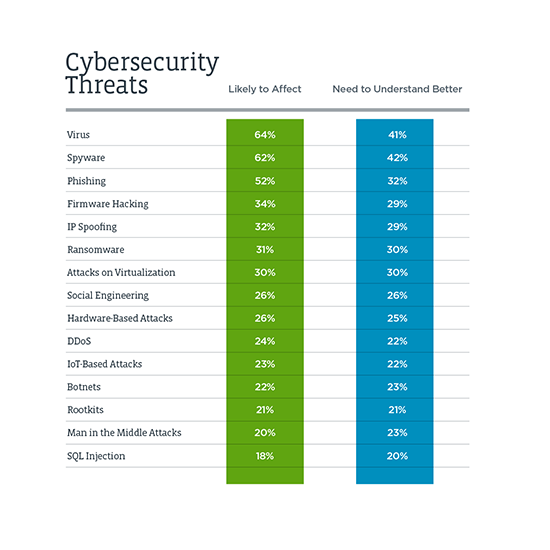 Cybersecurity
Threats
Likely to Affect Need to Understand Better
Virus 64% 41%
Spyware 62% 42%
Phishing 52% 32%
Firmware Hacking 34% 29%
IP Spoofing 32% 29%
Ransomware 31% 30%
Attacks on Virtualization 30% 30%
Social Engineering 26% 26%
Hardware-Based Attacks 26% 25%
DDoS 24% 22%
IoT-Based Attacks 23% 22%
Botnets 22% 23%
Rootkits 21% 21%
Man in the Middle Attacks 20% 23%
SQL Injection 18% 20%